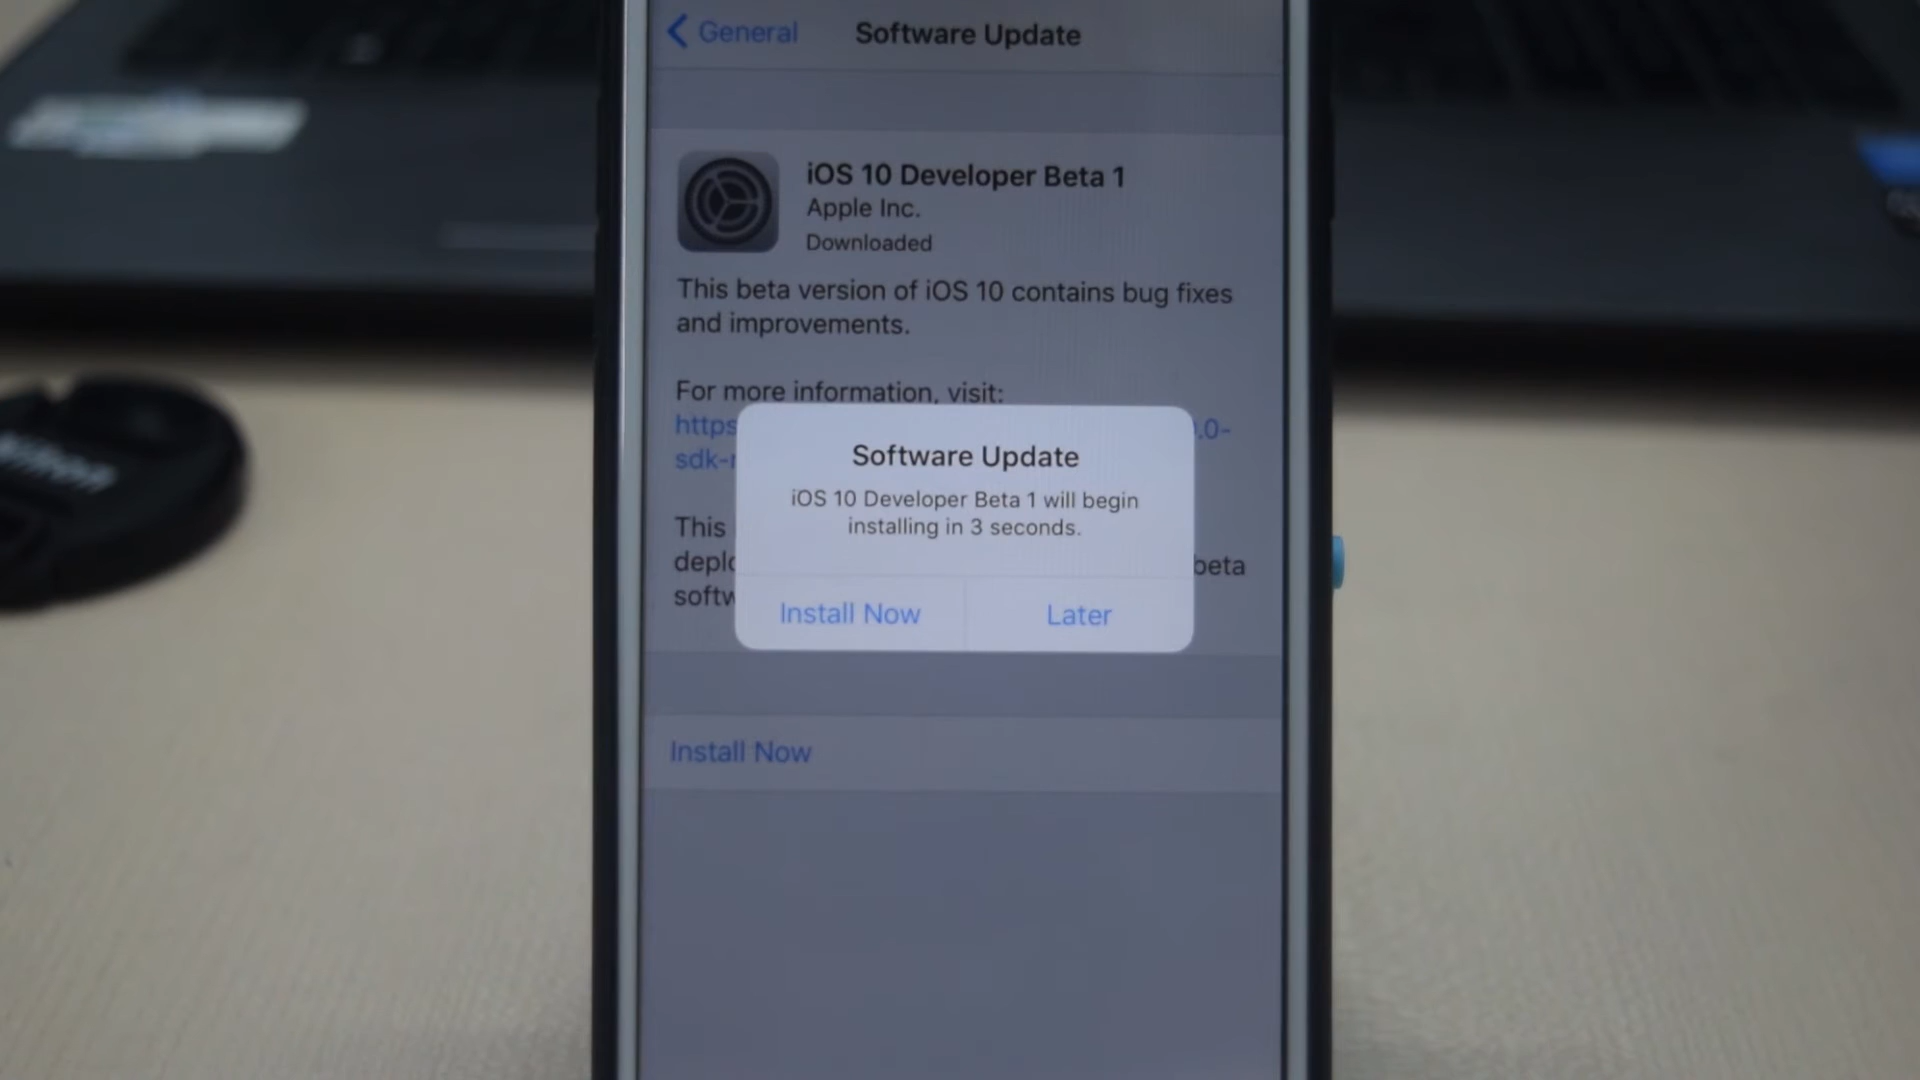 General
Software Update
iOS 10 Developer Beta 1
Apple Inc.
Downloaded
This beta version of iOS 10 contains bug fixes
and improvements.
For more information, visit:
https
.0-
sdk-r
Software Update
iOS 10 Developer Beta 1 will begin
installing in 3 seconds.
Install Now
Later
This
deplo
beta
softw
Install Now
Nikon